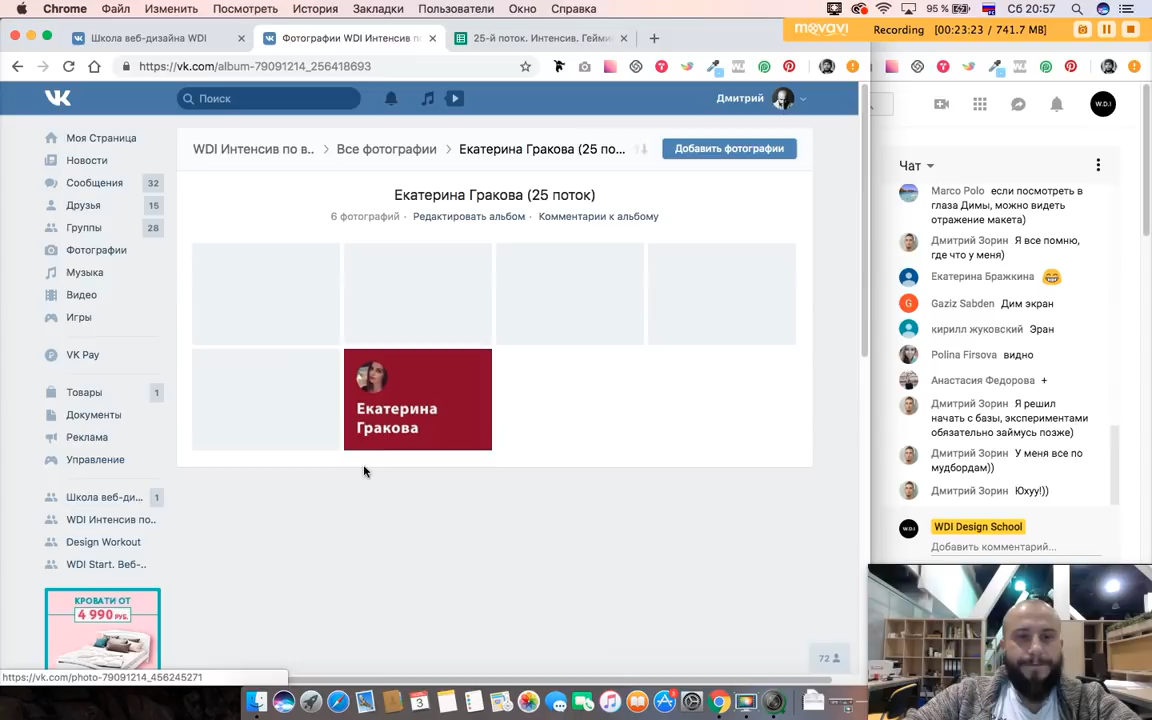 Chrome Файл Изменить Посмотреть История Закладки Пользователи Окно Справка
95 % Сб 20:57
movavi Recording (00:23:23 / 741.7 MB)
Школа веб-дизайна WDI
Фотографии WDI Интенсив п
25-й поток. Интенсив. Гейми
https://vk.com/album-79091214_256418693
Поиск
Дмитрий
W.D.I
Моя Страница
Новости
Сообщения 32
Друзья 15
Группы 28
Фотографии
Музыка
Видео
Игры
VK Pay
Товары 1
Документы
Реклама
Управление
Школа веб-ди... 1
WDI Интенсив по..
Design Workout
WDI Start. Веб-..
КРОВАТИ ОТ
4 990 РУБ.
WDI Интенсив по в.. Все фотографии Екатерина Гракова (25 по...
Добавить фотографии
Екатерина Гракова (25 поток)
6 фотографий · Редактировать альбом · Комментарии к альбому
Екатерина
Гракова
72
https://vk.com/photo-79091214_456245271
Чат
Marco Polo если посмотреть в
глаза Димы, можно видеть
отражение макета)
Дмитрий Зорин Я все помню,
где что у меня)
Екатерина Бражкина
G
Gaziz Sabden Дим экран
кирилл жуковский Эран
Polina Firsova видно
Анастасия Федорова +
Дмитрий Зорин Я решил
начать с базы, экспериментами
обязательно займусь позже)
Дмитрий Зорин У меня все по
мудбордам))
Дмитрий Зорин Юхуу!))
W.D.I
WDI Design School
Добавить комментарий...
3